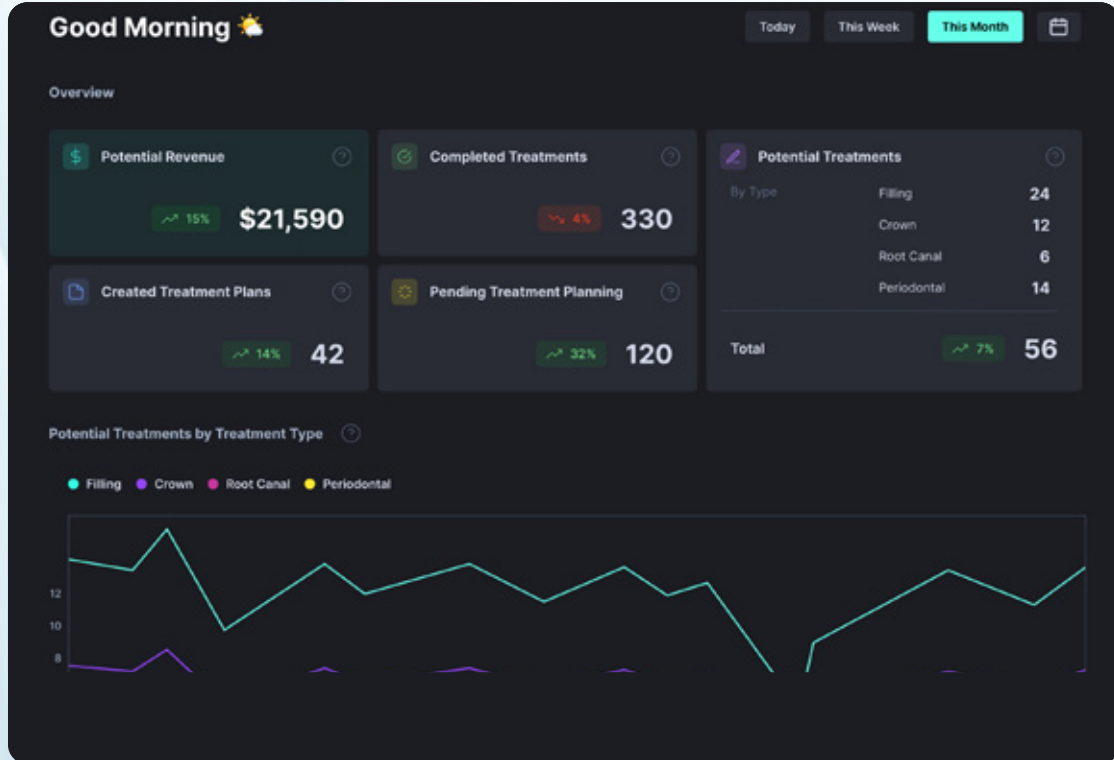 Good Morning 🌤️
Today
This Week
This Month
Overview
Potential Revenue
15%
$21,590
Completed Treatments
4%
330
Potential Treatments
By Type
Filling 24
Crown 12
Root Canal 6
Periodontal 14
Total
7%
56
Created Treatment Plans
14%
42
Pending Treatment Planning
32%
120
Potential Treatments by Treatment Type
Filling Crown Root Canal Periodontal
12
10
8